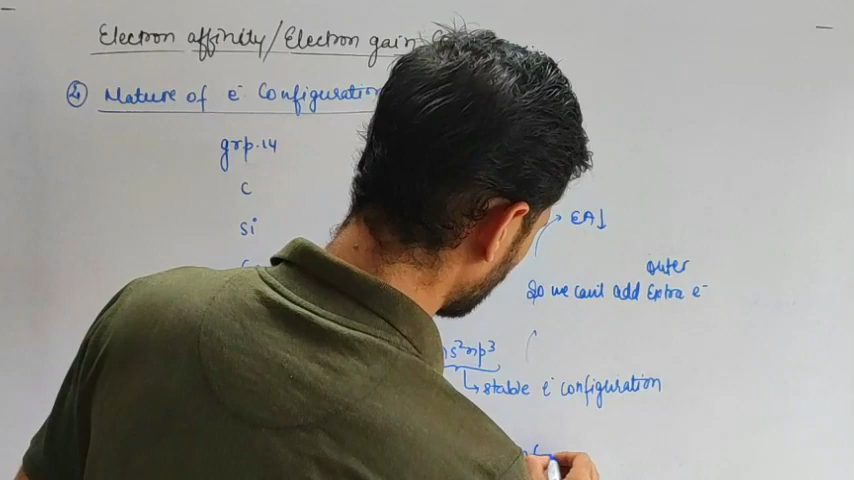 Electron affinity/Electron gain
④ Nature of e⁻ Configuration
grp.14
C
Si
EA↓
outer
So we can't add Extra e⁻
ns²np³
↳ stable e⁻ configuration